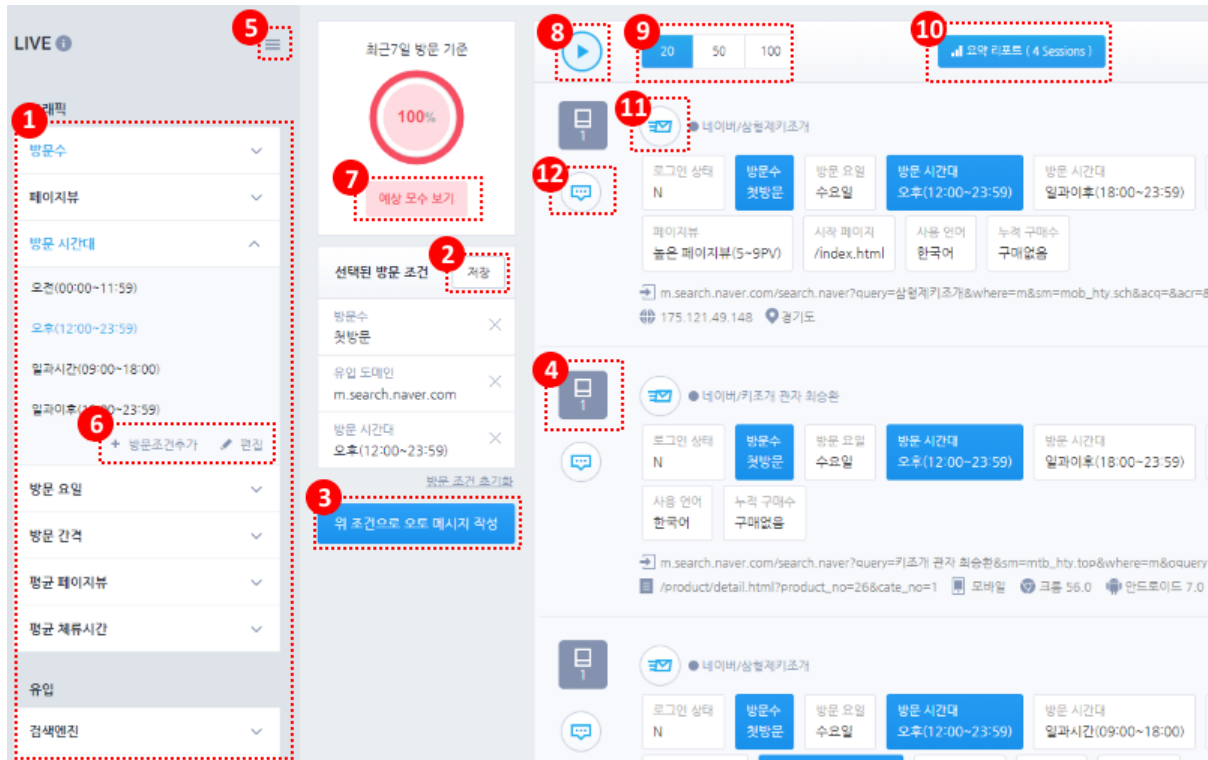 LIVE
5
1
방문수
페이지뷰
방문 시간대
오전(00:00~11:59)
오후(12:00~23:59)
일과시간(09:00~18:00)
6
+ 방문조건추가 편집
방문 요일
방문 간격
평균 페이지뷰
평균 체류시간
유입
검색엔진
최근7일 방문 기준
100%
7
예상 모수 보기
2
선택된 방문 조건 저장
방문수
첫방문
유입 도메인
m.search.naver.com
방문 시간대
오후(12:00~23:59)
방문 조건 초기화
3
위 조건으로 오토 메시지 작성
8 9 10
20 50 100 요약 리포트 ( 4 Sessions )
11
1 네이버/삼형제키조개
12
로그인 상태 방문수 방문 요일 방문 시간대 방문 시간대
N 첫방문 수요일 오후(12:00~23:59) 일과이후(18:00~23:59)
페이지뷰 시작 페이지 사용 언어 누적 구매수
높은 페이지뷰(5~9PV) /index.html 한국어 구매없음
m.search.naver.com/search.naver?query=삼형제키조개&where=m&sm=mob_hty.sch&acq=&acr=&
175.121.49.148 경기도
4
1 네이버/키조개 관자 최승환
로그인 상태 방문수 방문 요일 방문 시간대 방문 시간대
N 첫방문 수요일 오후(12:00~23:59) 일과이후(18:00~23:59)
사용 언어 누적 구매수
한국어 구매없음
m.search.naver.com/search.naver?query=키조개 관자 최승환&sm=mtb_hty.top&where=m&oquery
/product/detail.html?product_no=26&cate_no=1 모바일 크롬 56.0 안드로이드 7.0
1 네이버/삼형제키조개
로그인 상태 방문수 방문 요일 방문 시간대 방문 시간대
N 첫방문 수요일 오후(12:00~23:59) 일과시간(09:00~18:00)